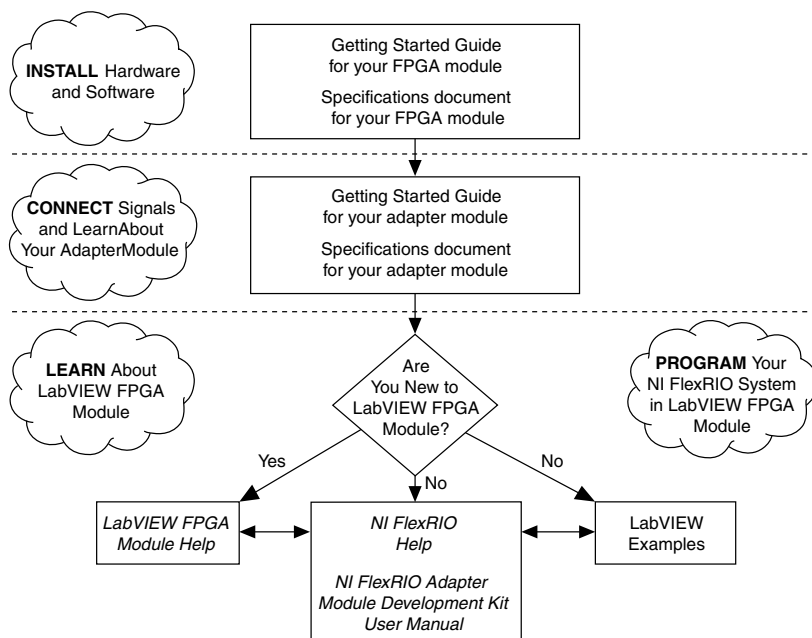 INSTALL Hardware
and Software
Getting Started Guide
for your FPGA module
Specifications document
for your FPGA module
CONNECT Signals
and LearnAbout
Your AdapterModule
Getting Started Guide
for your adapter module
Specifications document
for your adapter module
LEARN About
LabVIEW FPGA
Module
Are
You New to
LabVIEW FPGA
Module?
PROGRAM Your
NI FlexRIO System
in LabVIEW FPGA
Module
Yes
No
No
LabVIEW FPGA
Module Help
NI FlexRIO
Help
NI FlexRIO Adapter
Module Development Kit
User Manual
LabVIEW
Examples